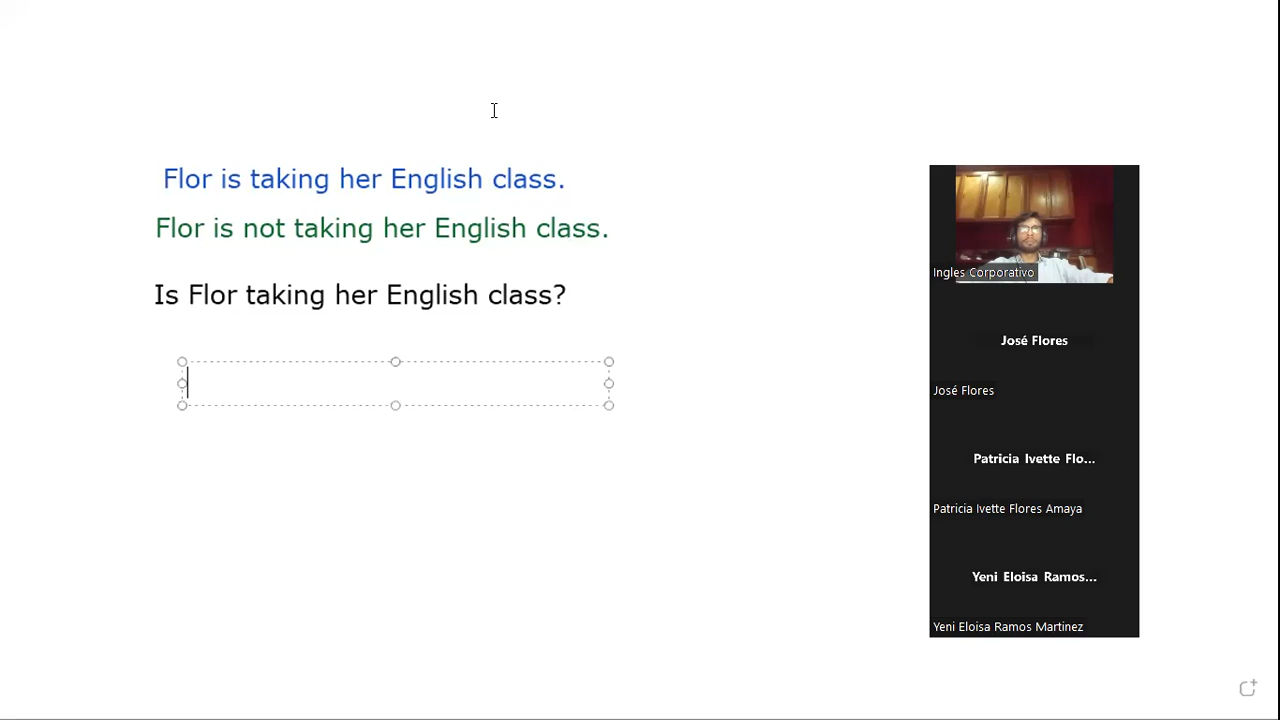 Flor is taking her English class.
Flor is not taking her English class.
Is Flor taking her English class?
Ingles Corporativo
José Flores
José Flores
Patricia Ivette Flo...
Patricia Ivette Flores Amaya
Yeni Eloisa Ramos...
Yeni Eloisa Ramos Martinez